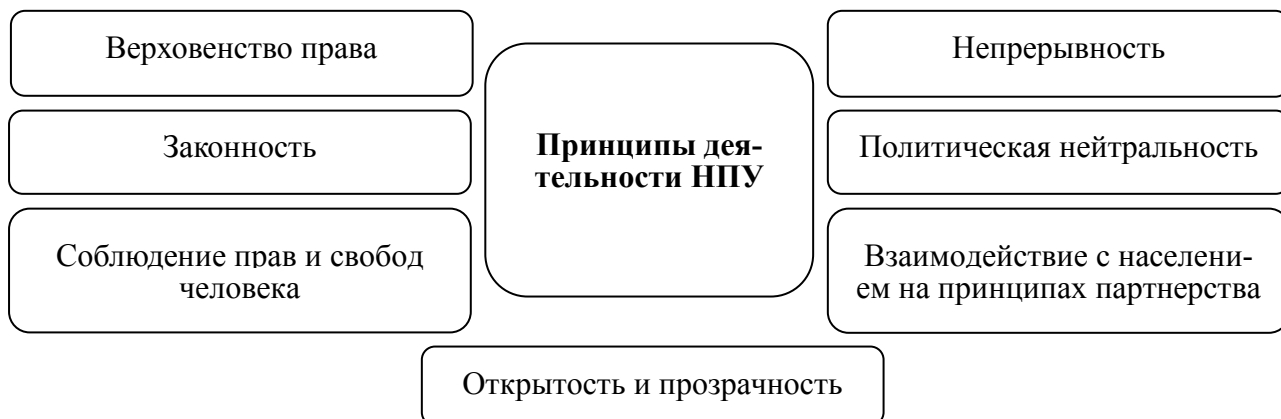 Верховенство права
Законность
Соблюдение прав и свобод
человека
Принципы дея-
тельности НПУ
Непрерывность
Политическая нейтральность
Взаимодействие с населени-
ем на принципах партнерства
Открытость и прозрачность